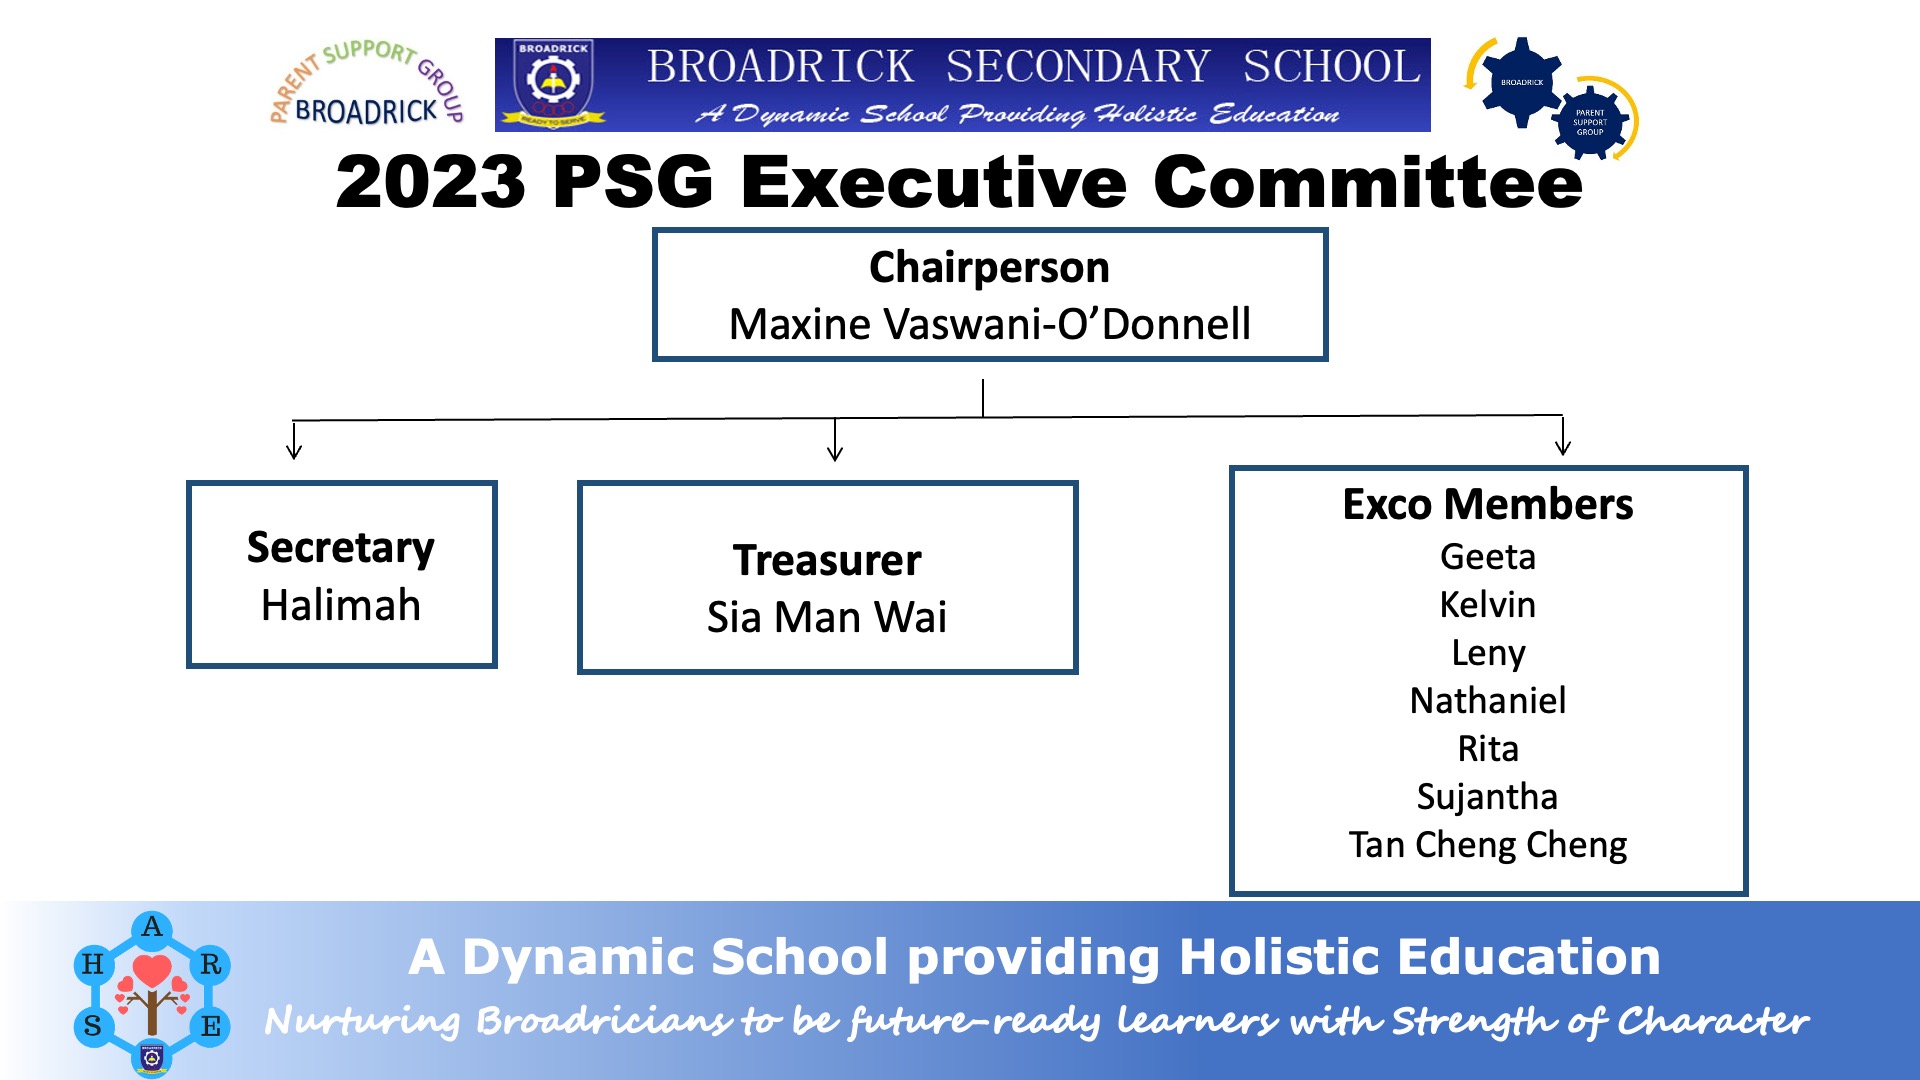 PARENT SUPPORT GROUP
BROADRICK
BROADRICK
READY TO SERVE
BROADRICK SECONDARY SCHOOL
A Dynamic School Providing Holistic Education
BROADRICK
PARENT
SUPPORT
GROUP
2023 PSG Executive Committee
Chairperson
Maxine Vaswani-O’Donnell
Secretary
Halimah
Treasurer
Sia Man Wai
Exco Members
Geeta
Kelvin
Leny
Nathaniel
Rita
Sujantha
Tan Cheng Cheng
S
H
A
R
E
A Dynamic School providing Holistic Education
Nurturing Broadricians to be future-ready learners with Strength of Character